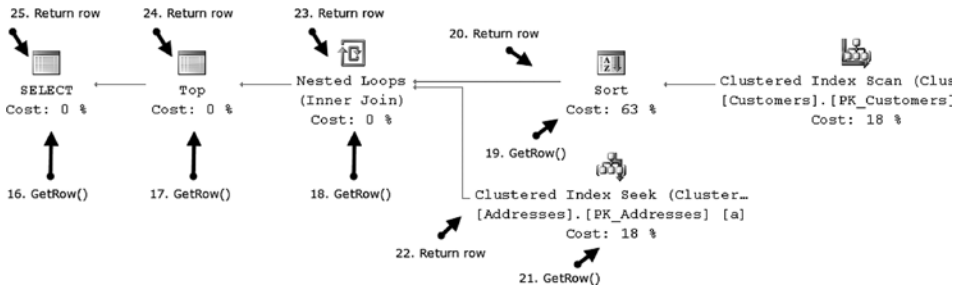 25. Return row
24. Return row
23. Return row
20. Return row
SELECT
Cost: 0 %
Top
Cost: 0 %
Nested Loops
(Inner Join)
Cost: 0 %
A
Z
Sort
Cost: 63 %
Clustered Index Scan (Clus
[Customers].[PK_Customers]
Cost: 18 %
16. GetRow()
17. GetRow()
18. GetRow()
19. GetRow()
Clustered Index Seek (Cluster…
[Addresses].[PK_Addresses] [a]
Cost: 18 %
22. Return row
21. GetRow()